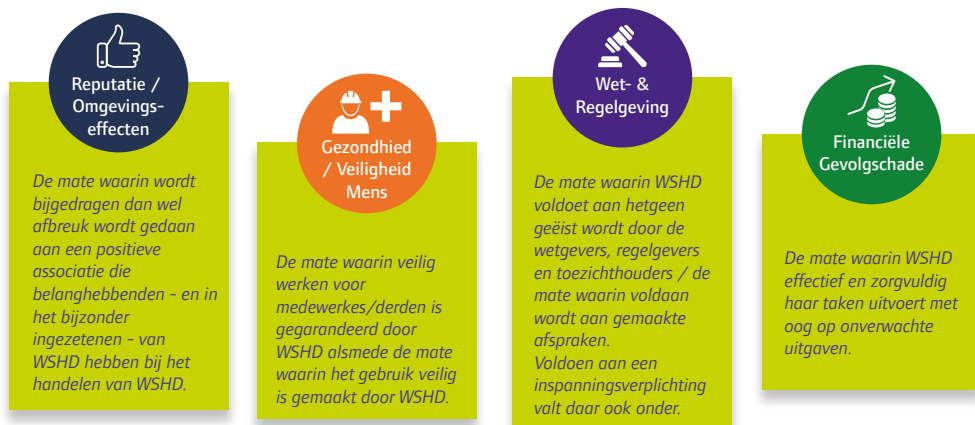 Reputatie /
Omgevings-
effecten
De mate waarin wordt
bijgedragen dan wel
afbreuk wordt gedaan
aan een positieve
associatie die
belanghebbenden - en in
het bijzonder
ingezetenen - van
WSHD hebben bij het
handelen van WSHD.
Gezondhied
/ Veiligheid
Mens
De mate waarin veilig
werken voor
medewerkes/derden is
gegarandeerd door
WSHD alsmede de mate
waarin het gebruik veilig
is gemaakt door WSHD.
Wet- &
Regelgeving
De mate waarin WSHD
voldoet aan hetgeen
geëist wordt door de
wetgevers, regelgevers
en toezichthouders / de
mate waarin voldaan
wordt aan gemaakte
afspraken.
Voldoen aan een
inspanningsverplichting
valt daar ook onder.
Financiële
Gevolgschade
De mate waarin WSHD
effectief en zorgvuldig
haar taken uitvoert met
oog op onverwachte
uitgaven.